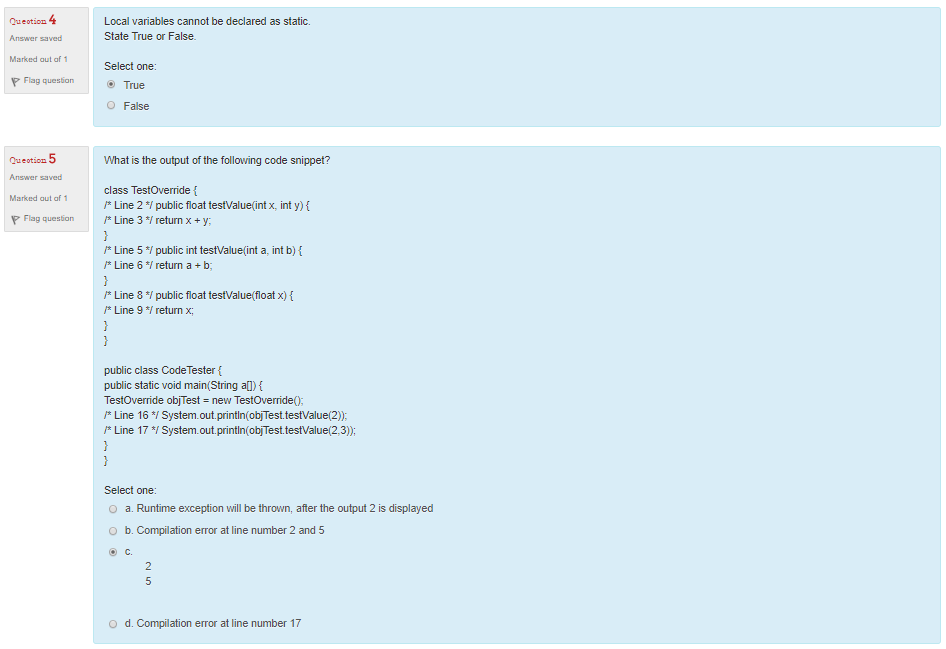 Question 4
Answer saved
Marked out of 1
Flag question
Local variables cannot be declared as static.
State True or False.
Select one:
True
False
Question 5
Answer saved
Marked out of 1
Flag question
What is the output of the following code snippet?
class TestOverride {
/* Line 2 */ public float testValue(int x, int y) {
/* Line 3 */ return x + y;
}
/* Line 5 */ public int testValue(int a, int b) {
/* Line 6 */ return a + b;
}
/* Line 8 */ public float testValue(float x) {
/* Line 9 */ return x;
}
}
public class CodeTester {
public static void main(String a[]) {
TestOverride objTest = new TestOverride();
/* Line 16 */ System.out.println(objTest.testValue(2));
/* Line 17 */ System.out.println(objTest.testValue(2,3));
}
}
Select one:
a. Runtime exception will be thrown, after the output 2 is displayed
b. Compilation error at line number 2 and 5
c.
2
5
d. Compilation error at line number 17